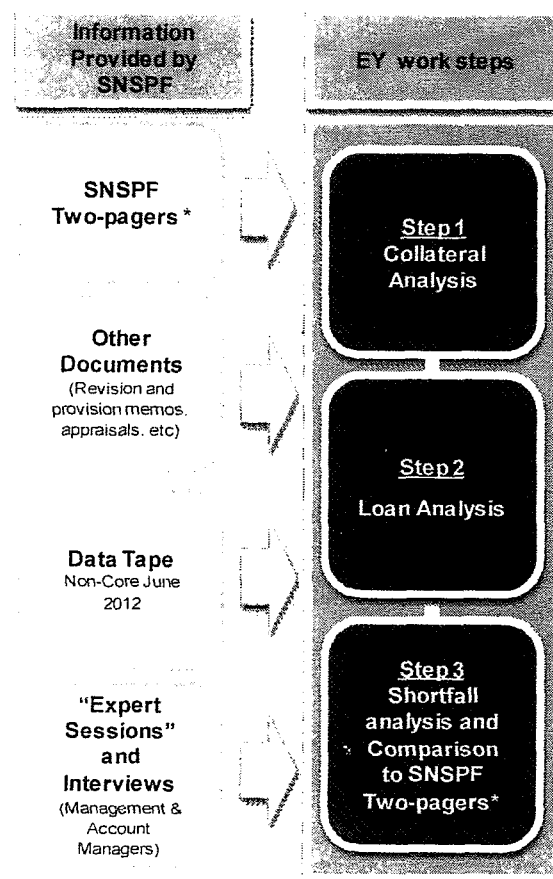 Information
Provided by
SNSPF
EY work steps
SNSPF
Two-pagers *
Other
Documents
(Revision and
provision memos,
appraisals, etc)
Data Tape
Non-Core June
2012
"Expert
Sessions"
and
Interviews
(Management &
Account
Managers)
Step 1
Collateral
Analysis
Step 2
Loan Analysis
Step 3
Shortfall
analysis and
Comparison
to SNSPF
Two-pagers*